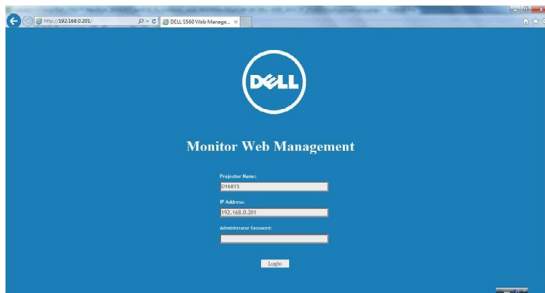 http://192.168.0.201/
DELL S560 Web Manage...
DELL
Monitor Web Management
Projector Name:
IP Address:
192.168.0.201
Administrator Password:
Login